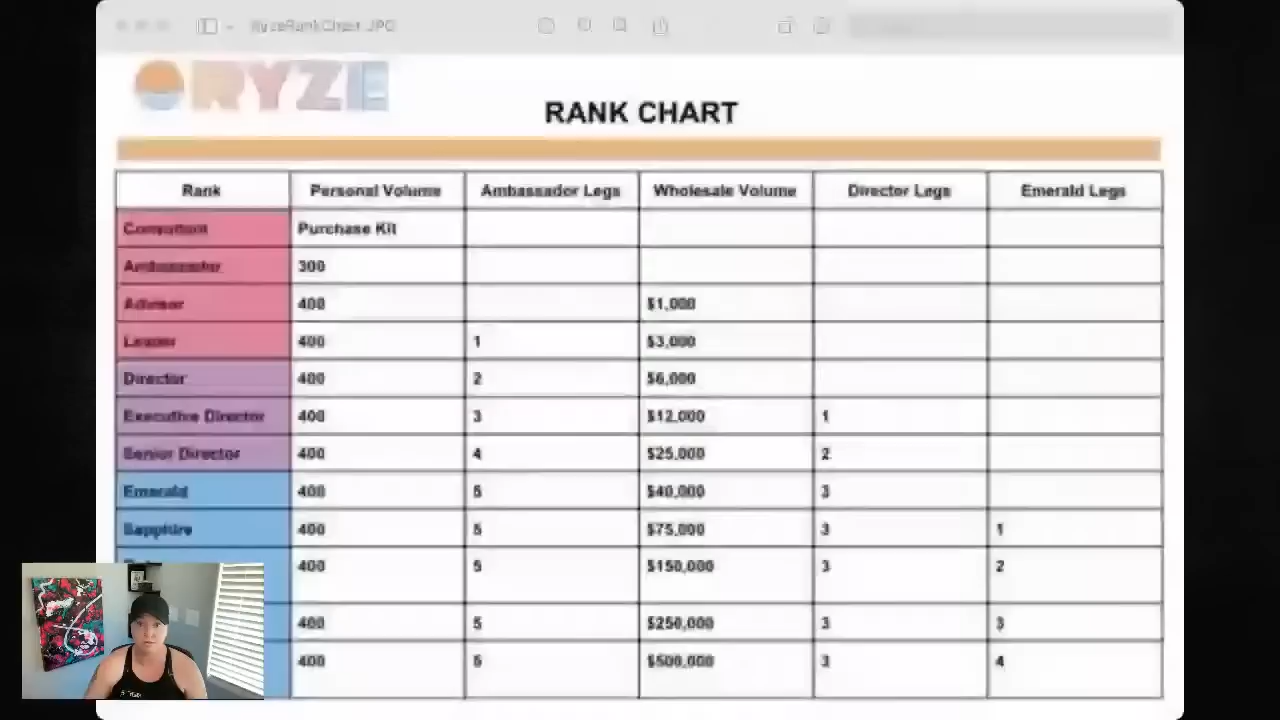 RyzeRankChart.JPG
RYZE
RANK CHART
Rank Personal Volume Ambassador Legs Wholesale Volume Director Legs Emerald Legs
Consultant Purchase Kit
Ambassador 300
Advisor 400 $1,000
Leader 400 1 $3,000
Director 400 2 $6,000
Executive Director 400 3 $12,000 1
Senior Director 400 4 $25,000 2
Emerald 400 5 $40,000 3
Sapphire 400 5 $75,000 3 1
400 5 $150,000 3 2
400 5 $250,000 3 3
400 5 $500,000 3 4